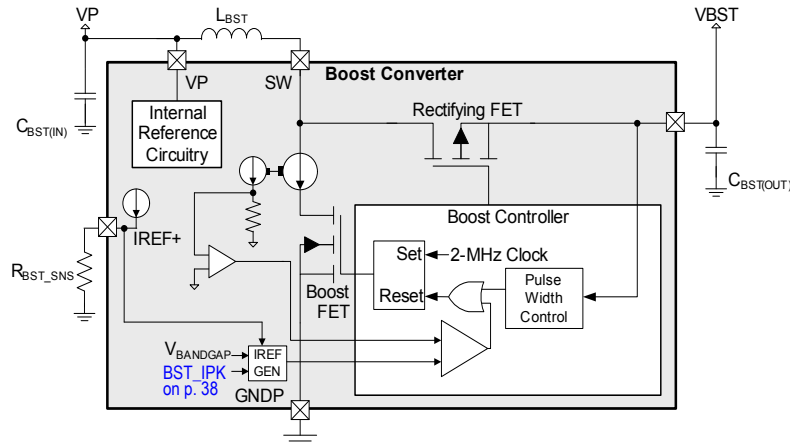 VP
LBST
VBST
Boost Converter
VP
SW
Rectifying FET
CBST(IN)
Internal
Reference
Circuitry
CBST(OUT)
Boost Controller
IREF+
Set
2-MHz Clock
RBST_SNS
Reset
Pulse
Width
Control
Boost
FET
VBANDGAP
IREF
GEN
BST_IPK
on p. 38
GNDP